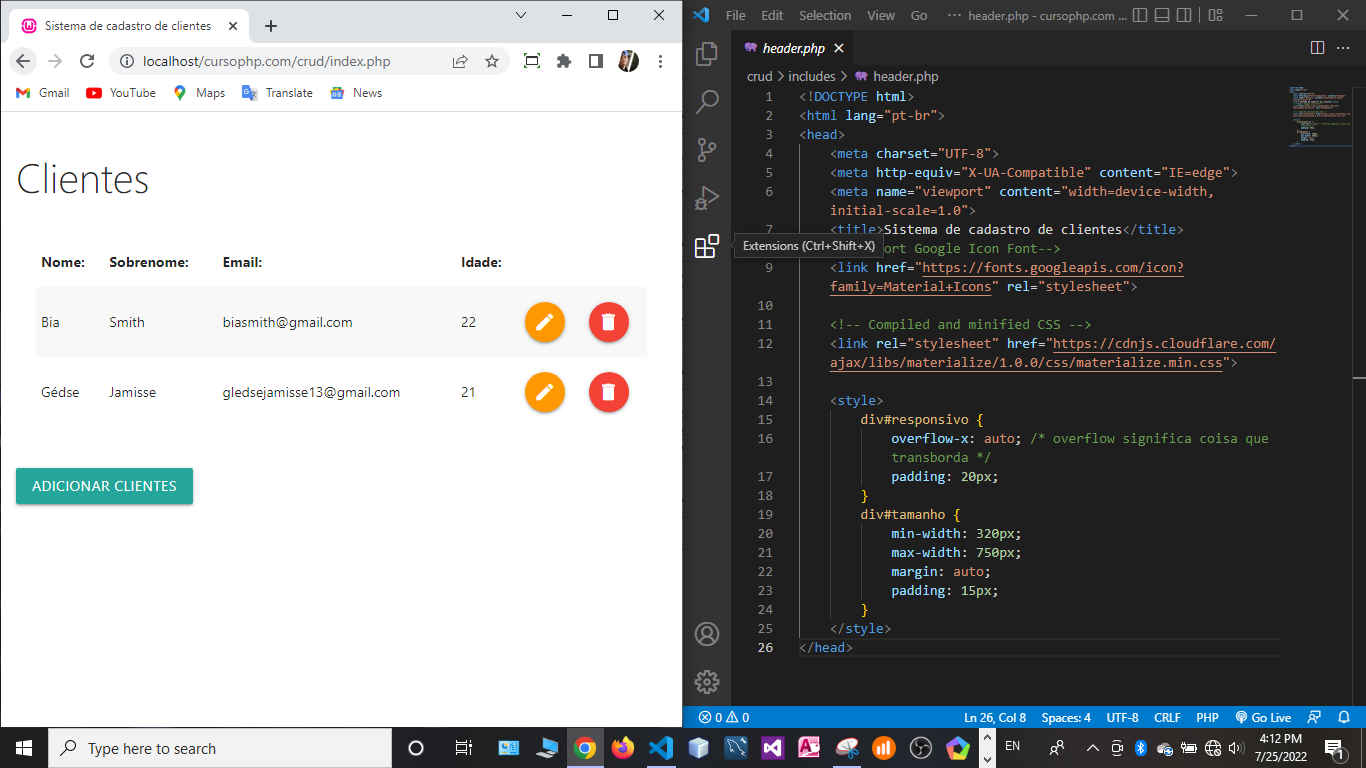 Sistema de cadastro de clientes
localhost/cursophp.com/crud/index.php
Gmail YouTube Maps Translate News
Clientes
Nome: Sobrenome: Email: Idade:
Bia Smith biasmith@gmail.com 22
Gédse Jamisse gledsejamisse13@gmail.com 21
ADICIONAR CLIENTES
File Edit Selection View Go ··· header.php - cursophp.com ...
header.php
crud > includes > header.php
1 <!DOCTYPE html>
2 <html lang="pt-br">
3 <head>
4 <meta charset="UTF-8">
5 <meta http-equiv="X-UA-Compatible" content="IE=edge">
6 <meta name="viewport" content="width=device-width,
initial-scale=1.0">
7 <title>Sistema de cadastro de clientes</title>
Extensions (Ctrl+Shift+X)
ort Google Icon Font-->
9 <link href="https://fonts.googleapis.com/icon?
family=Material+Icons" rel="stylesheet">
10
11 <!-- Compiled and minified CSS -->
12 <link rel="stylesheet" href="https://cdnjs.cloudflare.com/
ajax/libs/materialize/1.0.0/css/materialize.min.css">
13
14 <style>
15 div#responsivo {
16 overflow-x: auto; /* overflow significa coisa que
transborda */
17 padding: 20px;
18 }
19 div#tamanho {
20 min-width: 320px;
21 max-width: 750px;
22 margin: auto;
23 padding: 15px;
24 }
25 </style>
26 </head>
0 0 Ln 26, Col 8 Spaces: 4 UTF-8 CRLF PHP Go Live
Type here to search
EN
4:12 PM
7/25/2022
1